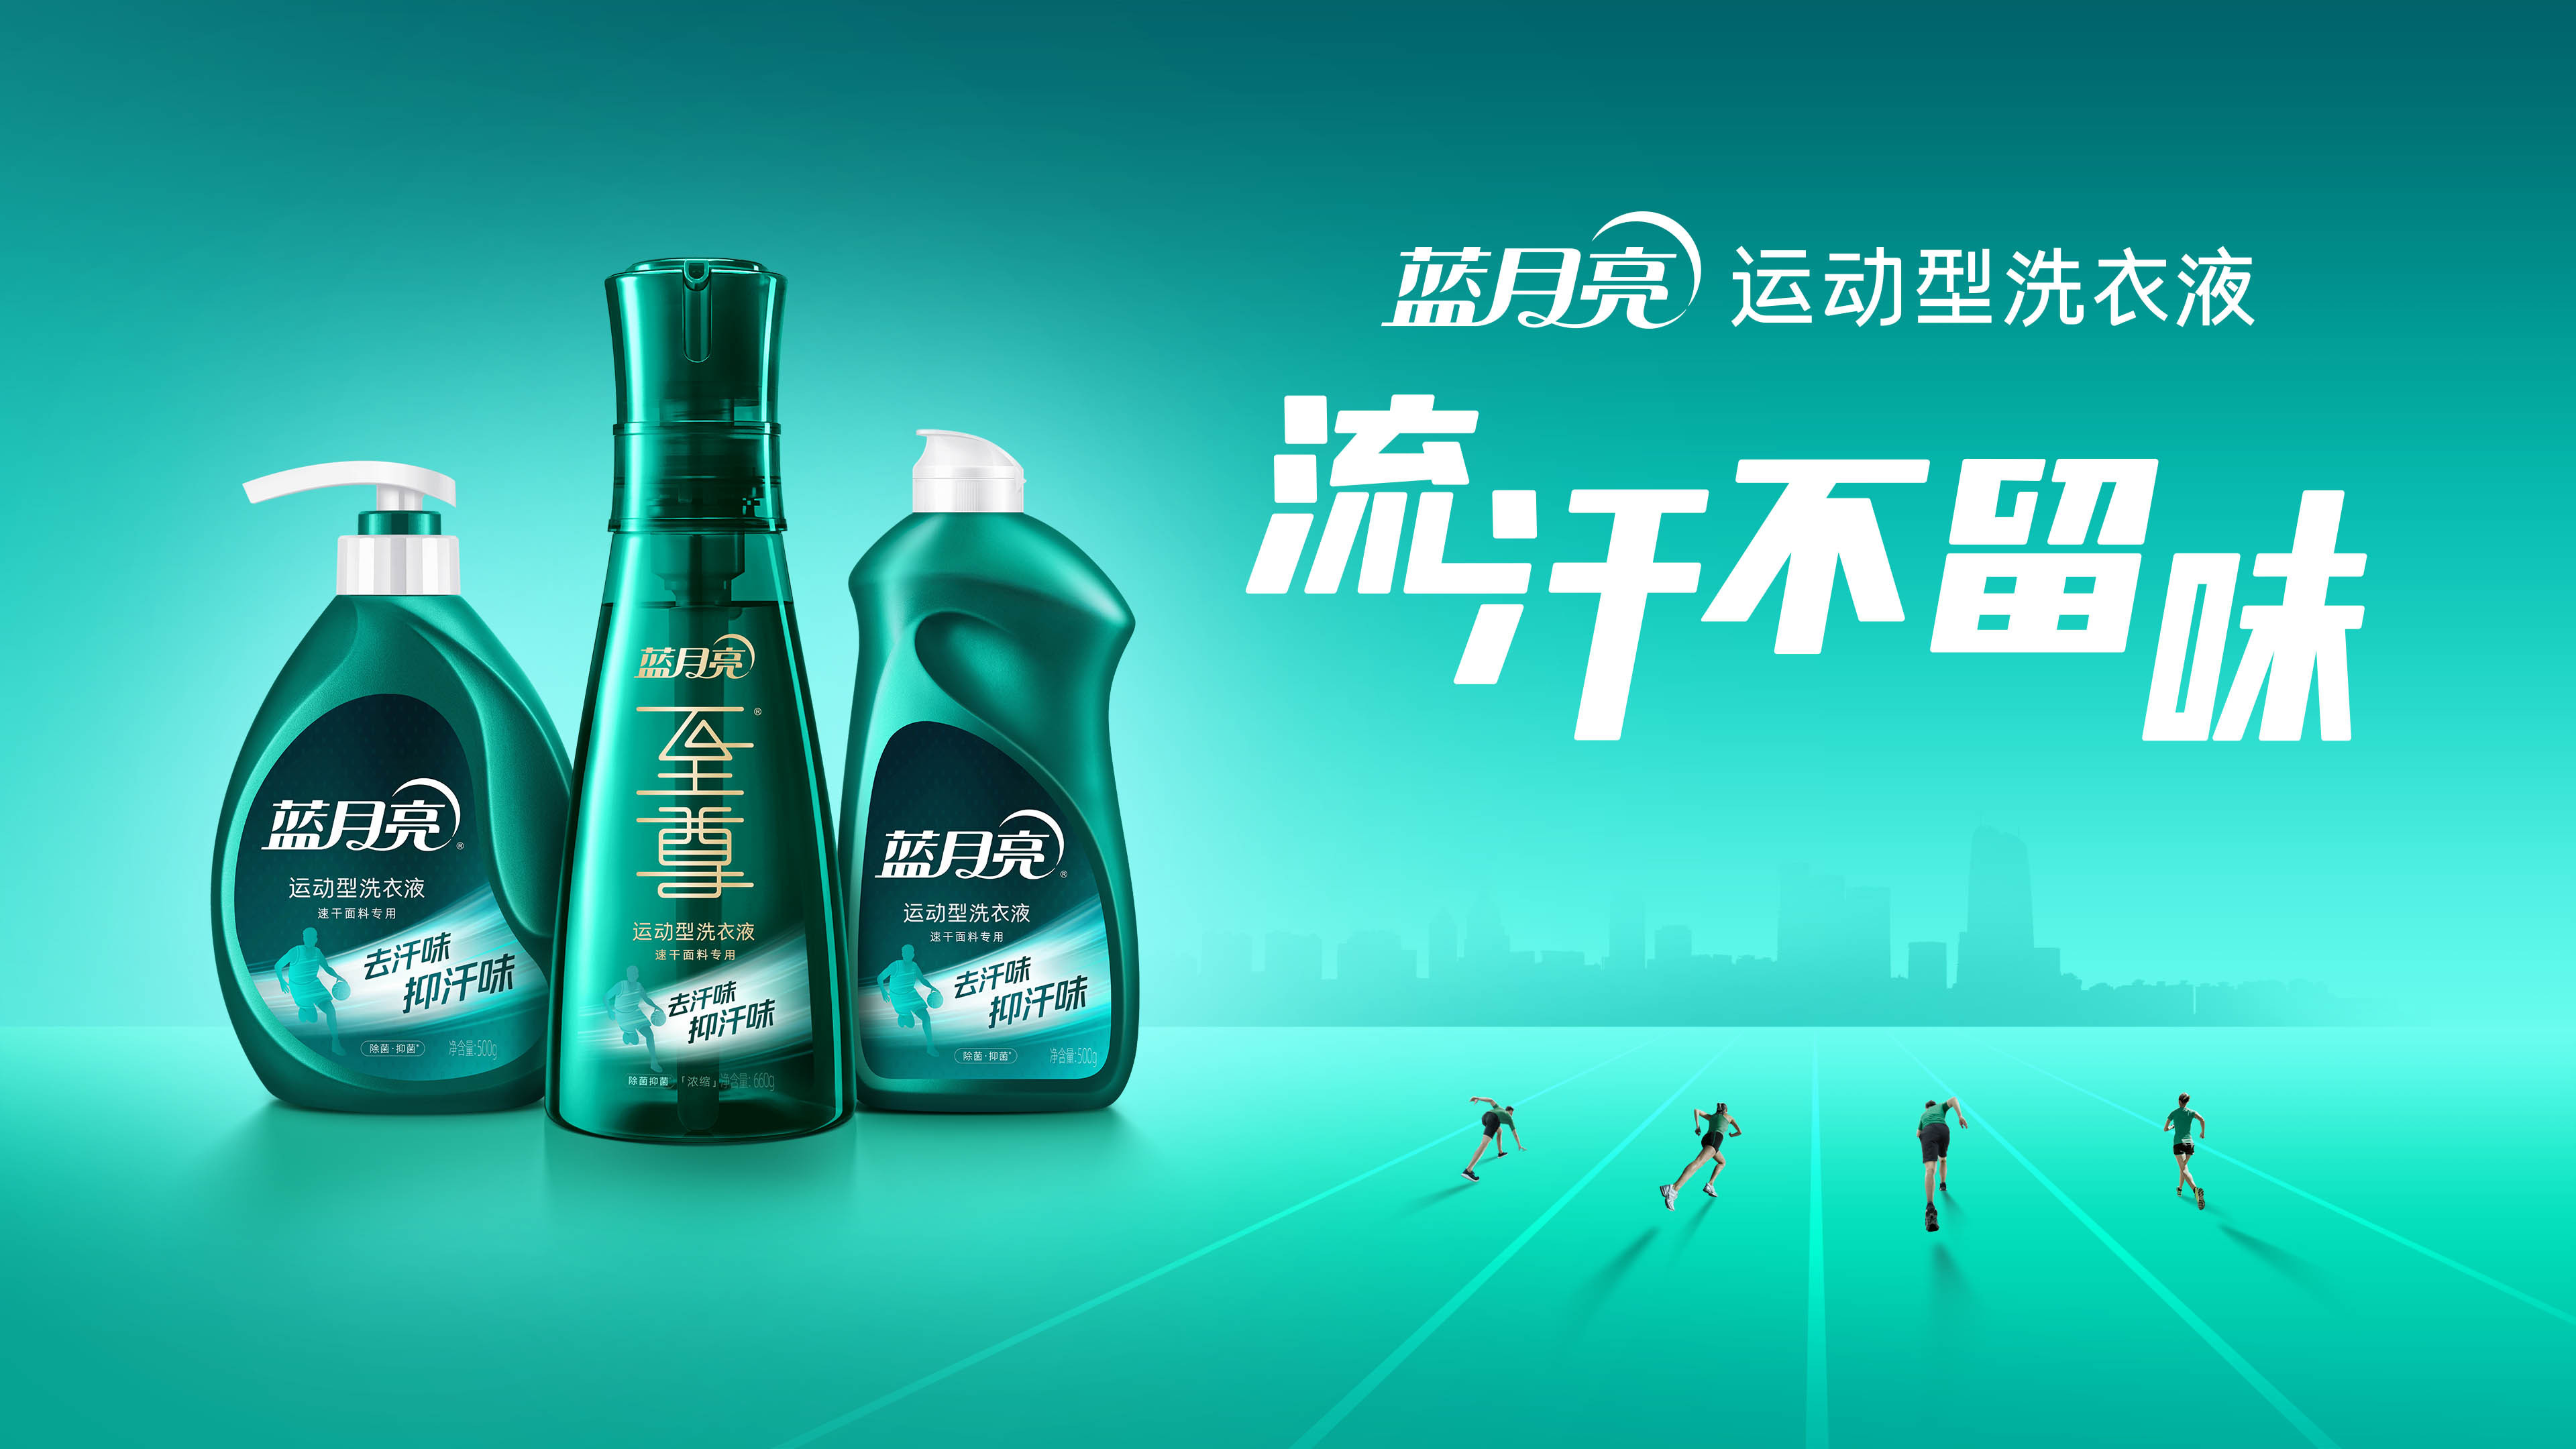 蓝月亮 运动型洗衣液
流汗不留味
蓝月亮®
运动型洗衣液
速干面料专用
去汗味
抑汗味
除菌·抑菌*
净含量:500g
蓝月亮
至尊®
运动型洗衣液
速干面料专用
去汗味
抑汗味
除菌抑菌 「浓缩」 净含量: 660g
蓝月亮®
运动型洗衣液
速干面料专用
去汗味
抑汗味
除菌·抑菌*
净含量:500g